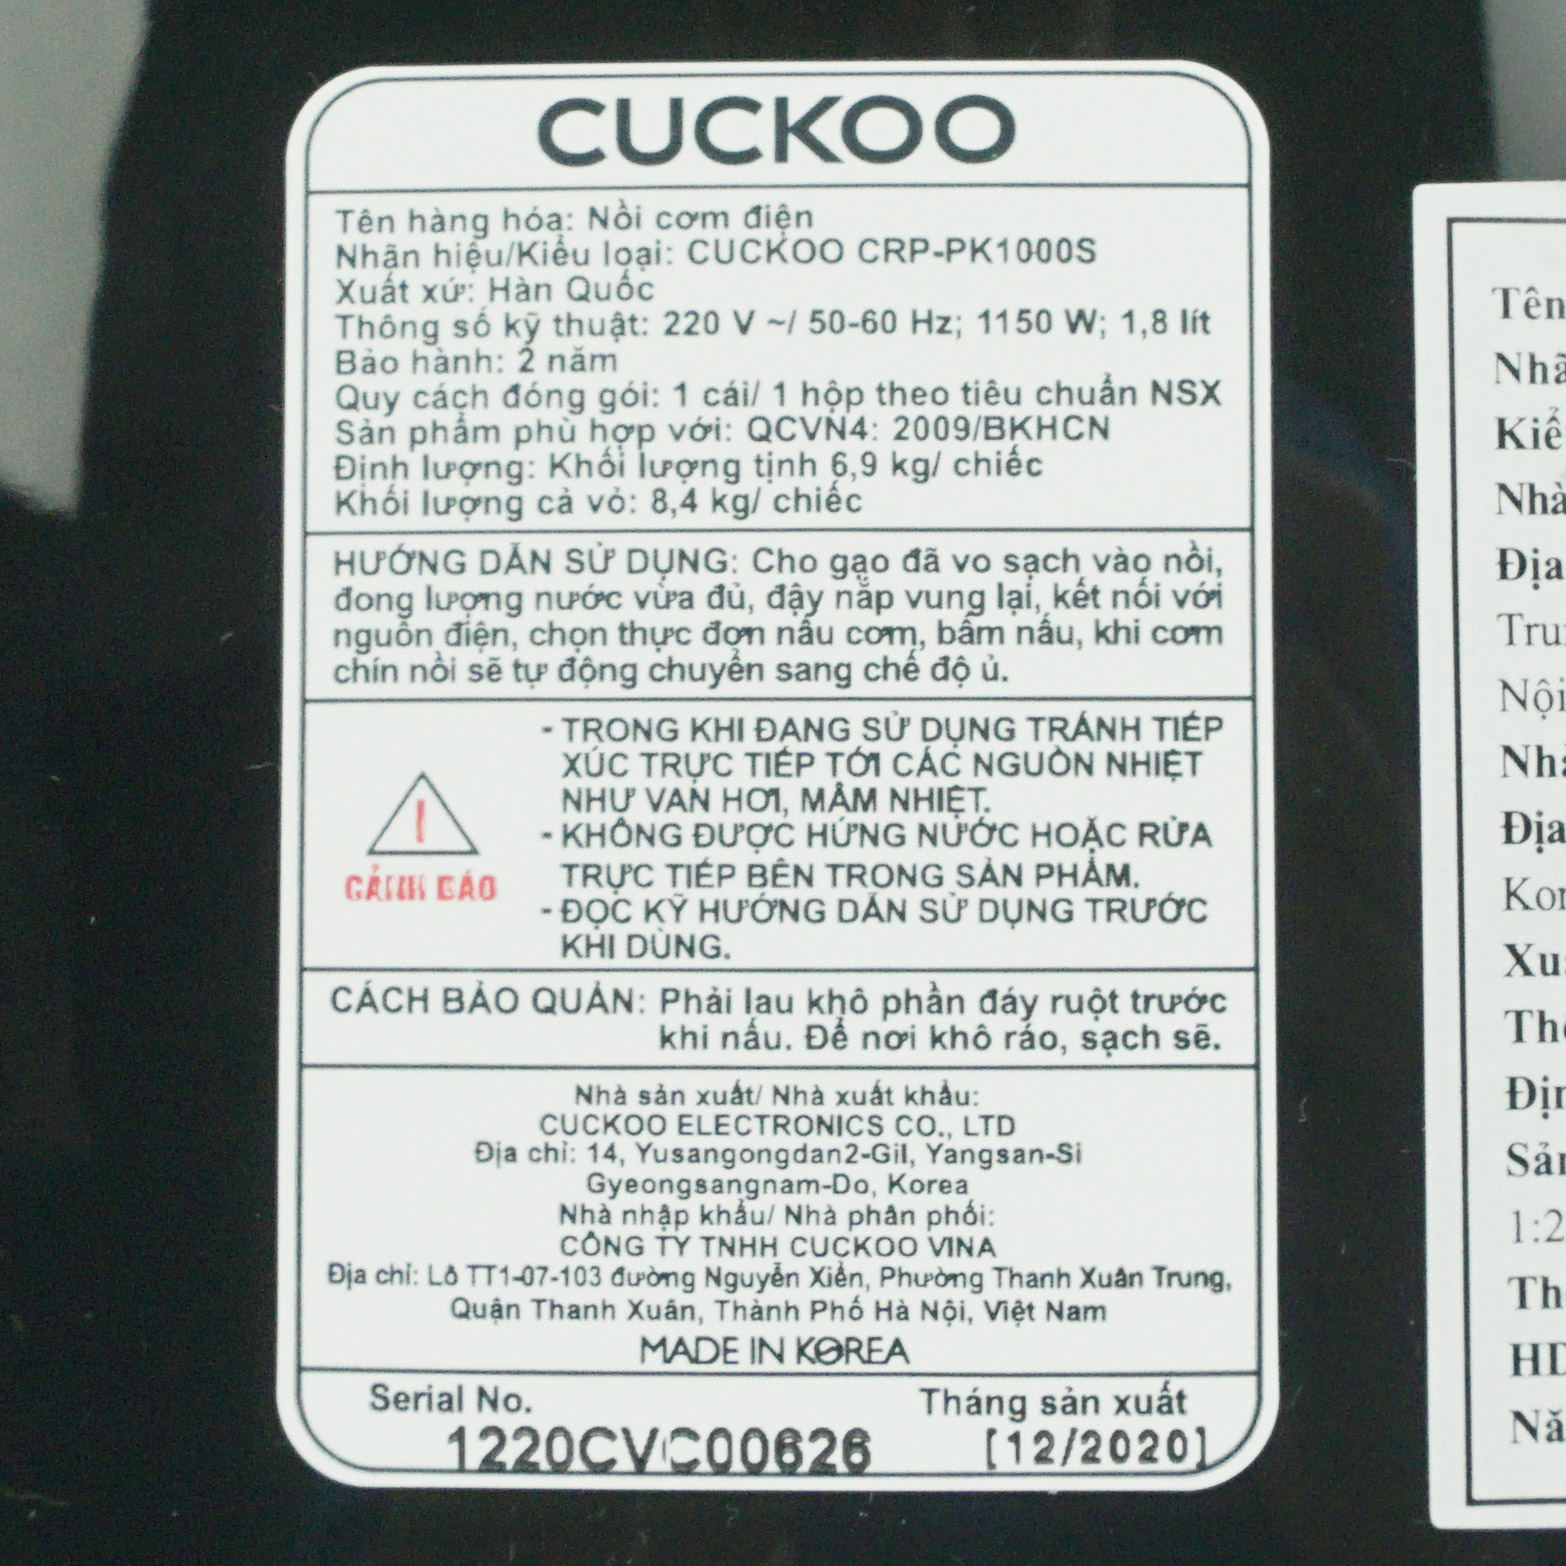 CUCKOO
Tên hàng hóa: Nồi cơm điện
Nhãn hiệu/Kiểu loại: CUCKOO CRP-PK1000S
Xuất xứ: Hàn Quốc
Thông số kỹ thuật: 220 V ~/ 50-60 Hz; 1150 W; 1,8 lít
Bảo hành: 2 năm
Quy cách đóng gói: 1 cái/ 1 hộp theo tiêu chuẩn NSX
Sản phẩm phù hợp với: QCVN4: 2009/BKHCN
Định lượng: Khối lượng tịnh 6,9 kg/ chiếc
Khối lượng cả vỏ: 8,4 kg/ chiếc
HƯỚNG DẪN SỬ DỤNG: Cho gạo đã vo sạch vào nồi,
đong lượng nước vừa đủ, đậy nắp vung lại, kết nối với
nguồn điện, chọn thực đơn nấu cơm, bấm nấu, khi cơm
chín nồi sẽ tự động chuyển sang chế độ ủ.
CẢNH BÁO
- TRONG KHI ĐANG SỬ DỤNG TRÁNH TIẾP
XÚC TRỰC TIẾP TỚI CÁC NGUỒN NHIỆT
NHƯ VAN HƠI, MÂM NHIỆT.
- KHÔNG ĐƯỢC HỨNG NƯỚC HOẶC RỬA
TRỰC TIẾP BÊN TRONG SẢN PHẨM.
- ĐỌC KỸ HƯỚNG DẪN SỬ DỤNG TRƯỚC
KHI DÙNG.
CÁCH BẢO QUẢN: Phải lau khô phần đáy ruột trước
khi nấu. Để nơi khô ráo, sạch sẽ.
Nhà sản xuất/ Nhà xuất khẩu:
CUCKOO ELECTRONICS CO., LTD
Địa chỉ: 14, Yusangongdan2-Gil, Yangsan-Si
Gyeongsangnam-Do, Korea
Nhà nhập khẩu/ Nhà phân phối:
CÔNG TY TNHH CUCKOO VINA
Địa chỉ: Lô TT1-07-103 đường Nguyễn Xiển, Phường Thanh Xuân Trung,
Quận Thanh Xuân, Thành Phố Hà Nội, Việt Nam
MADE IN KOREA
Serial No.
1220CVC00626
Tháng sản xuất
[12/2020]
Tên
Nhã
Kiể
Nhà
Địa
Nội
Nhà
Địa
Kor
1:2
HD